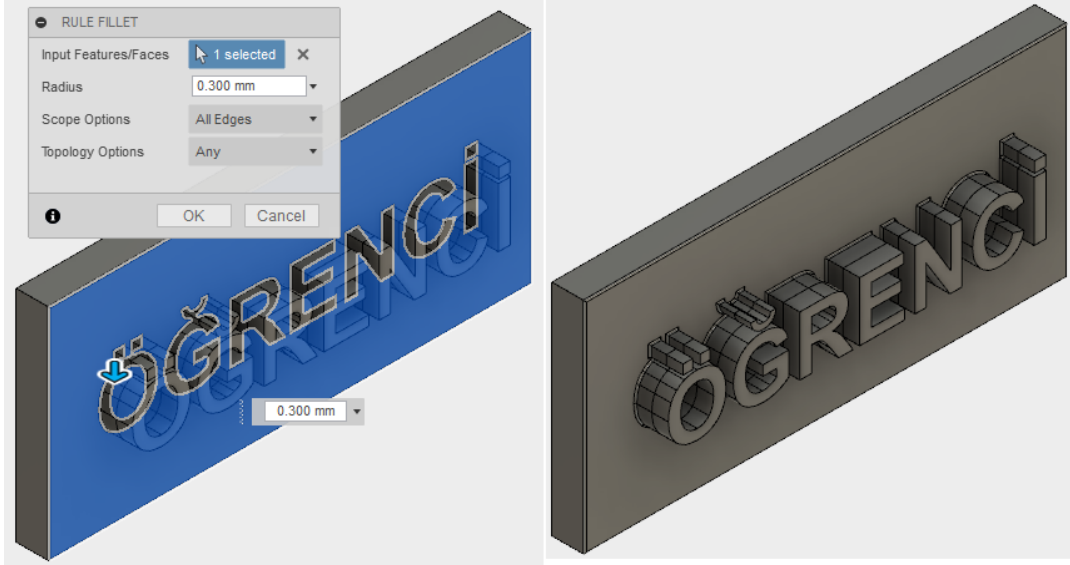 RULE FILLET
Input Features/Faces 1 selected
Radius 0.300 mm
Scope Options All Edges
Topology Options Any
OK Cancel
ÖĞRENCİ
0.300 mm
ÖĞRENCİ